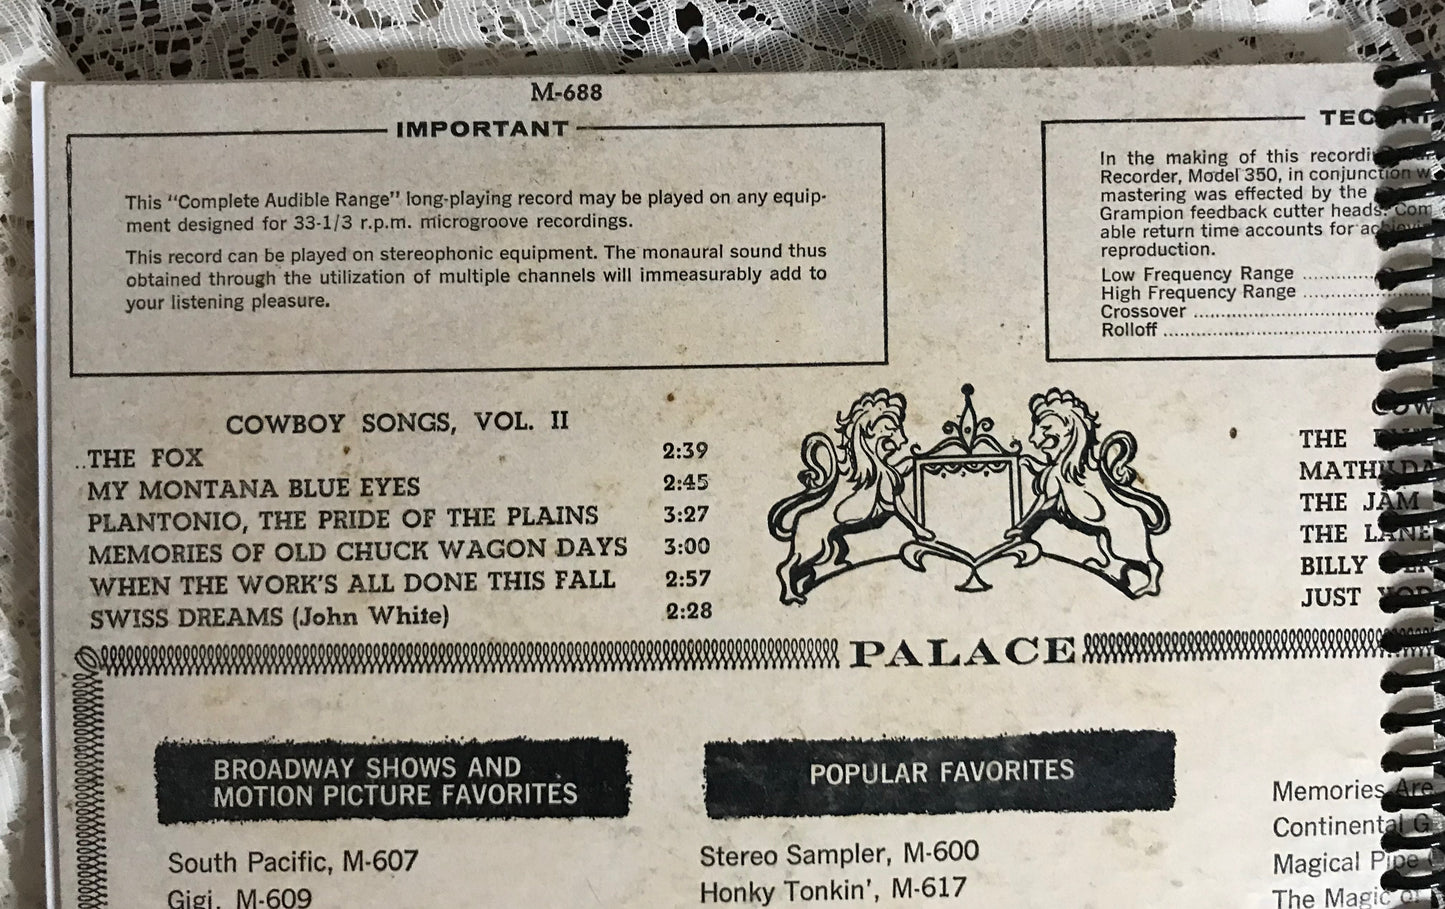 M-688
IMPORTANT
This "Complete Audible Range" long-playing record may be played on any equip-
ment designed for 33-1/3 r.p.m. microgroove recordings.
This record can be played on stereophonic equipment. The monaural sound thus
obtained through the utilization of multiple channels will immeasurably add to
your listening pleasure.
In the making of this
Recorder, Model 350, in conjunction
mastering was effected by the
Grampion feedback cutter heads.
able return time accounts for
reproduction.
Low Frequency Range
High Frequency Range
Crossover
Rolloff
COWBOY SONGS, VOL. II
THE FOX 2:39
MY MONTANA BLUE EYES 2:45
PLANTONIO, THE PRIDE OF THE PLAINS 3:27
MEMORIES OF OLD CHUCK WAGON DAYS 3:00
WHEN THE WORK'S ALL DONE THIS FALL 2:57
SWISS DREAMS (John White) 2:28
THE
THE JAM
THE
BILLY
JUST
PALACE
BROADWAY SHOWS AND
MOTION PICTURE FAVORITES
South Pacific, M-607
Gigi, M-609
POPULAR FAVORITES
Stereo Sampler, M-600
Honky Tonkin', M-617
Memories Are
Continental G
Magical Pipe
The Magic of